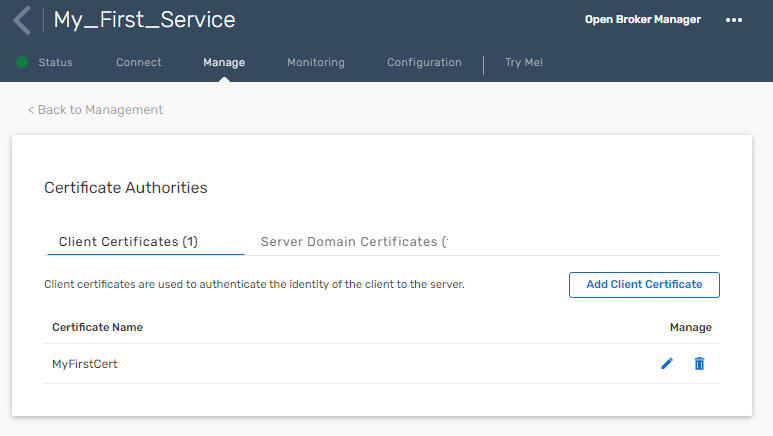 My_First_Service
Open Broker Manager
Status Connect Manage Monitoring Configuration Try Me!
< Back to Management
Certificate Authorities
Client Certificates (1) Server Domain Certificates (
Client certificates are used to authenticate the identity of the client to the server.
Add Client Certificate
Certificate Name Manage
MyFirstCert